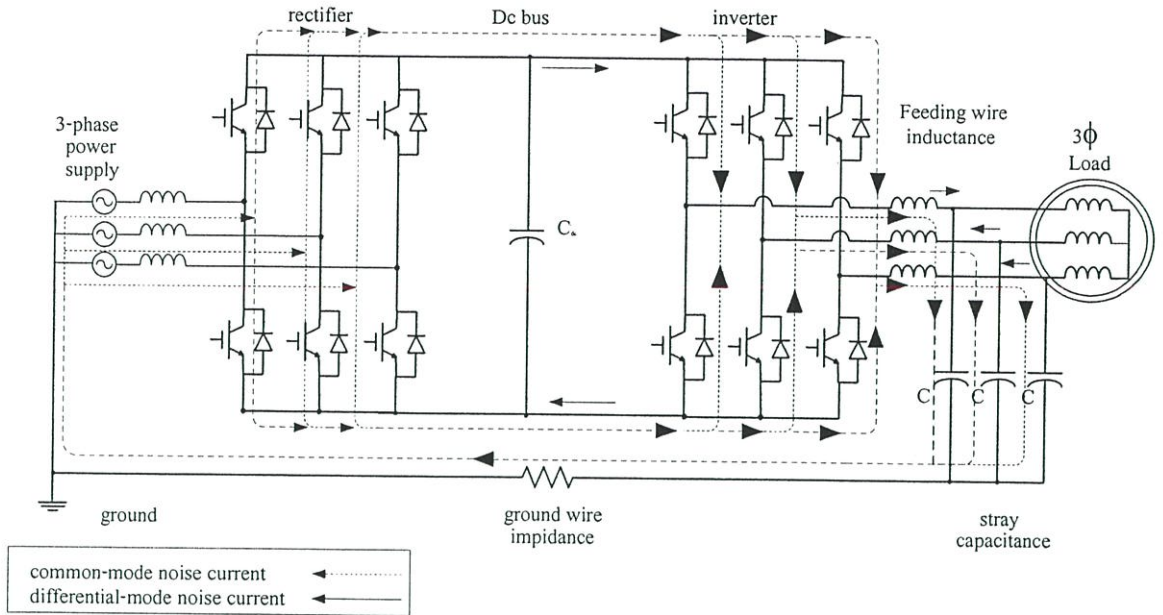 rectifier
Dc bus
inverter
3-phase
power
supply
Feeding wire
inductance
3ϕ
Load
C
C
C
ground
ground wire
impidance
stray
capacitance
common-mode noise current
differential-mode noise current